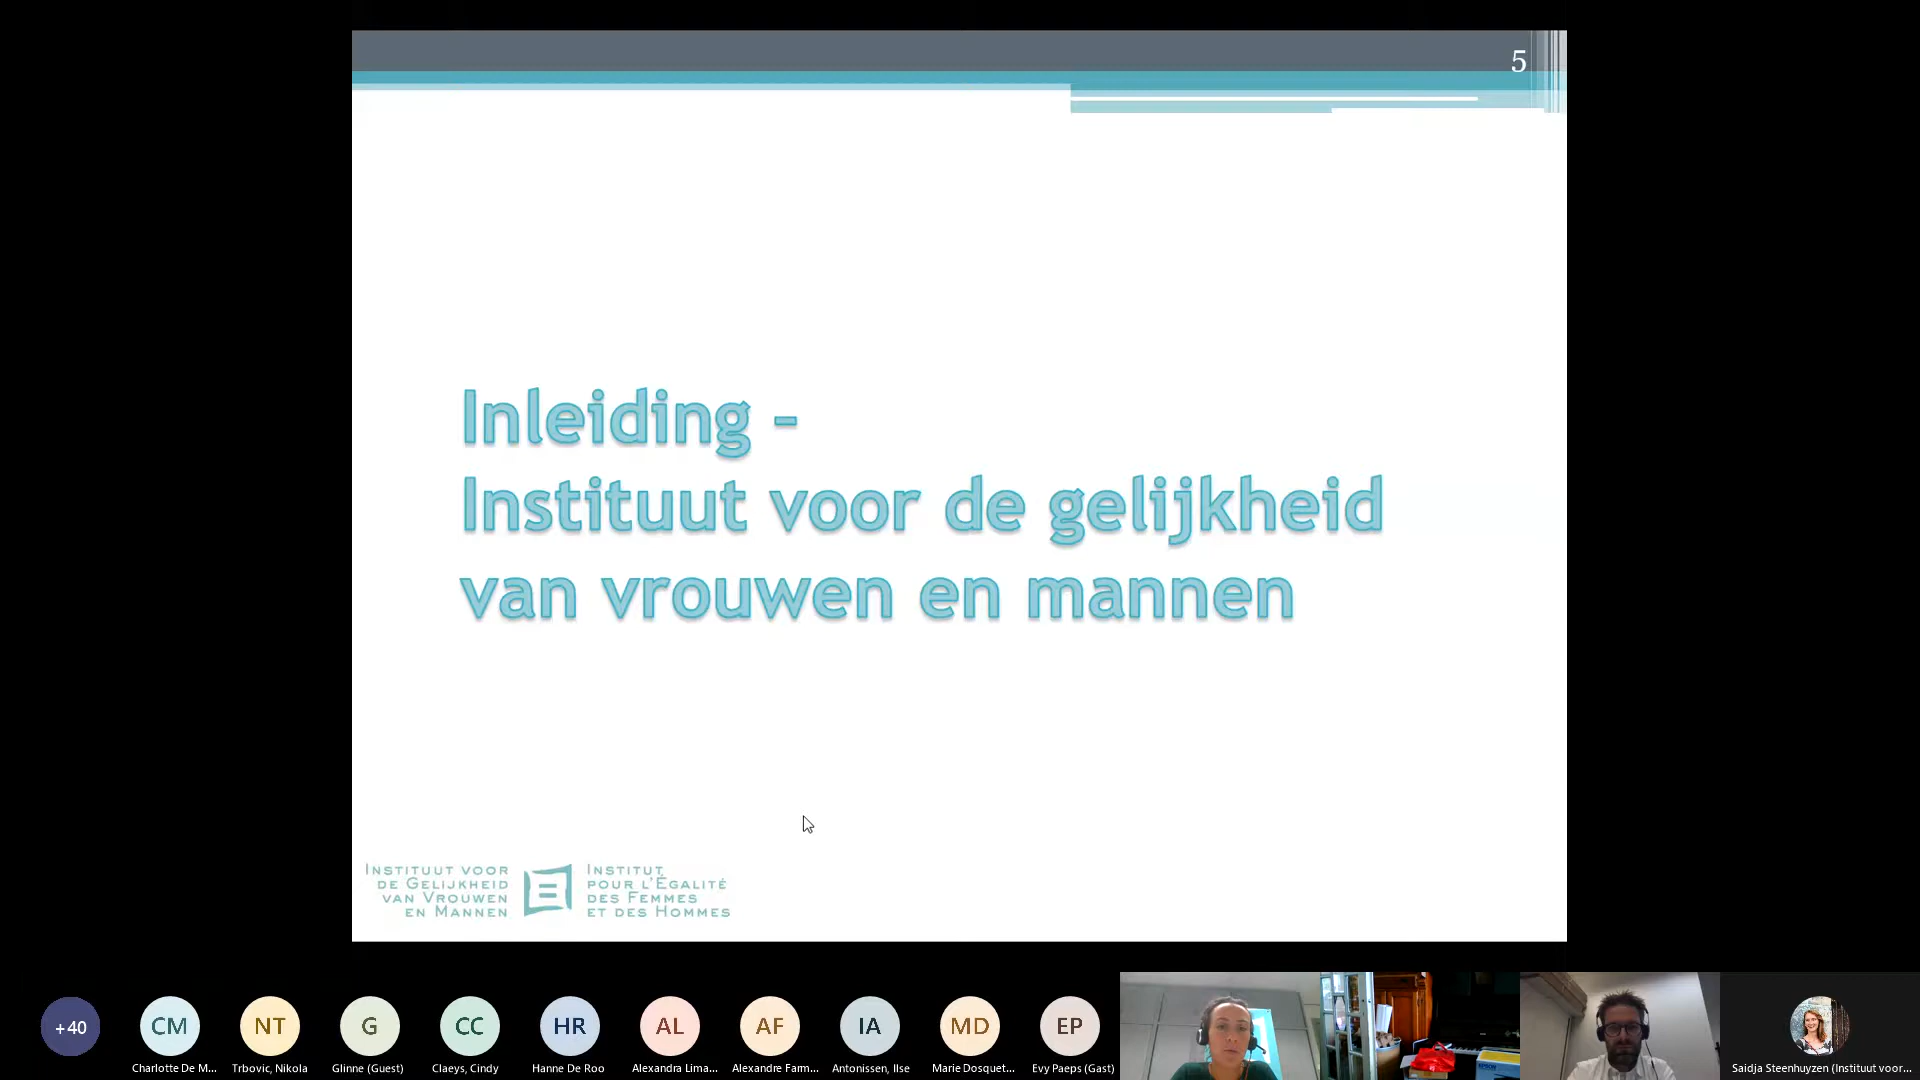 5
Inleiding -
Instituut voor de gelijkheid
van vrouwen en mannen
INSTITUUT VOOR
DE GELIJKHEID
VAN VROUWEN
EN MANNEN
INSTITUT
POUR L'ÉGALITÉ
DES FEMMES
ET DES HOMMES
+40
CM
NT
G
CC
HR
AL
AF
IA
MD
EP
Charlotte De M...
Trbovic, Nikola
Glinne (Guest)
Claeys, Cindy
Hanne De Roo
Alexandra Lima...
Alexandre Farm...
Antonissen, Ilse
Marie Dosquet...
Evy Paeps (Gast)
Saidja Steenhuyzen (Instituut voor...